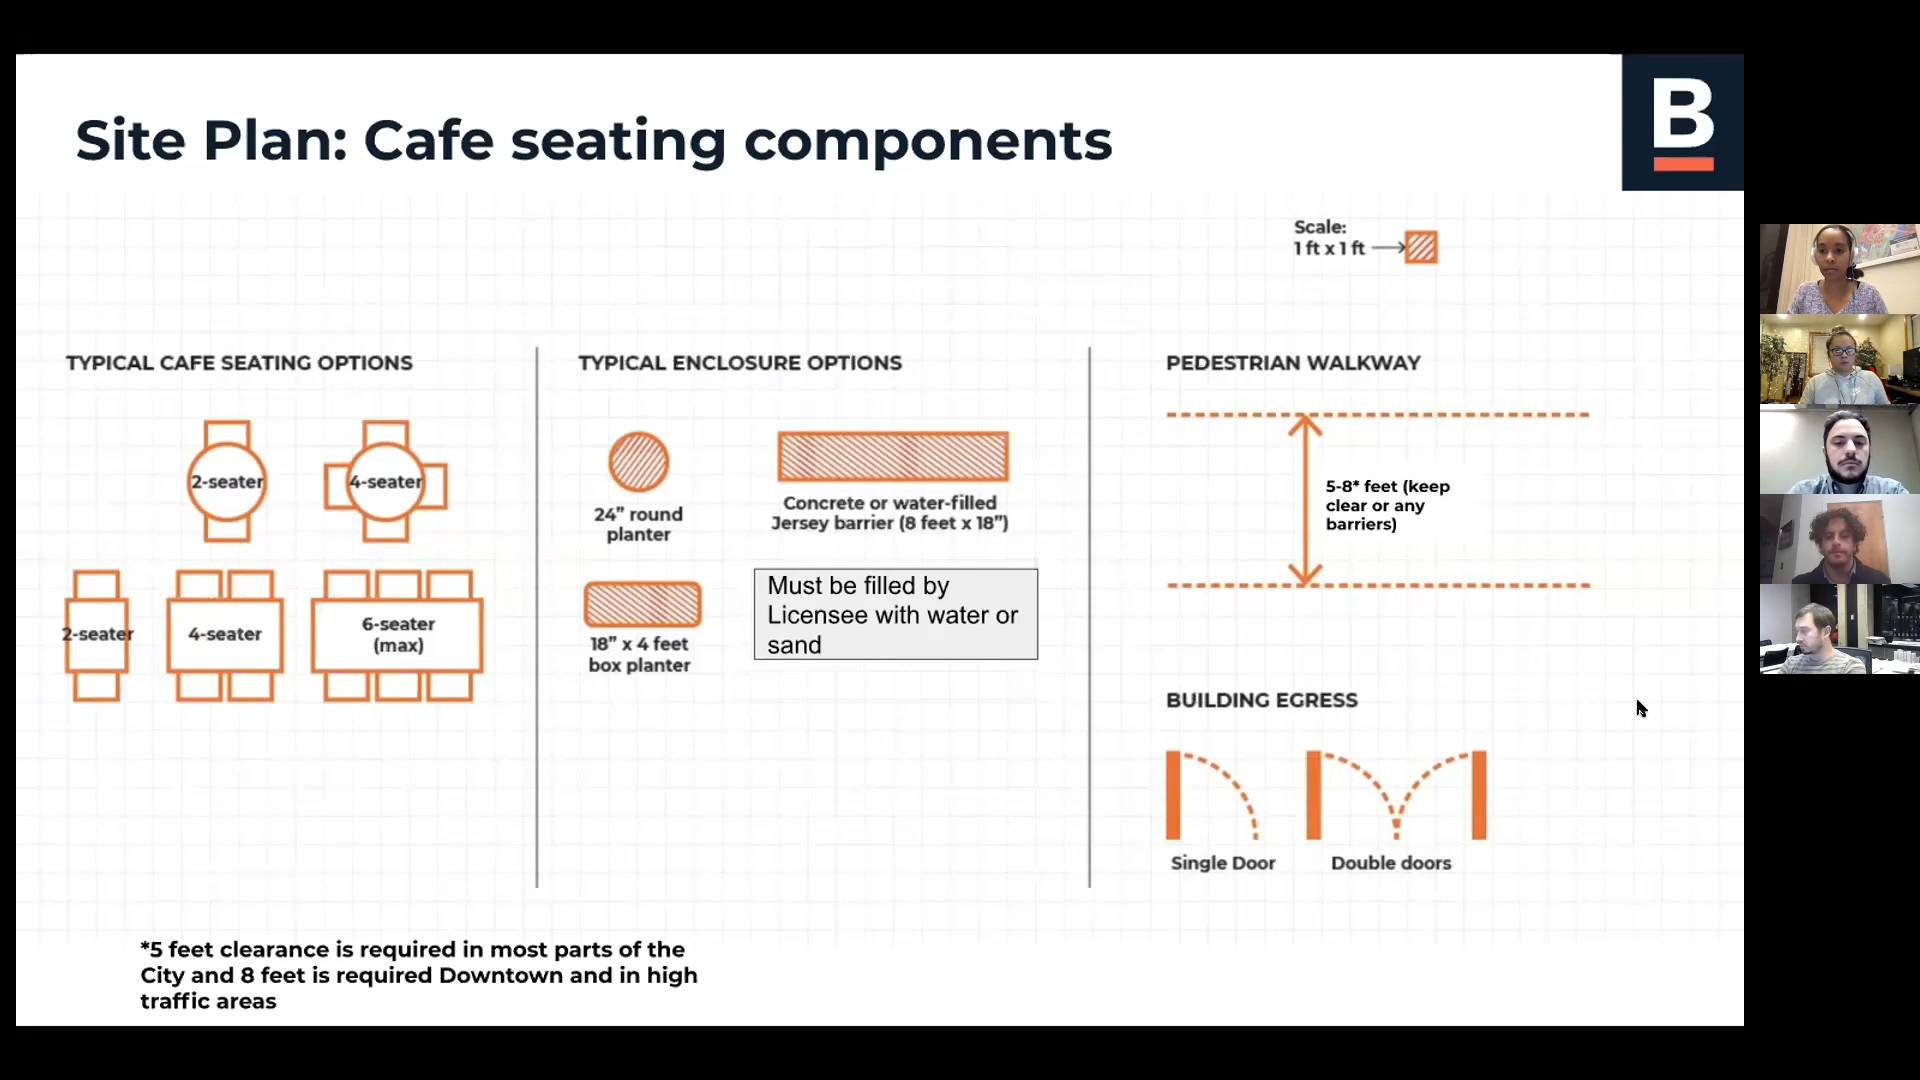 Site Plan: Cafe seating components
B
Scale:
1 ft x 1 ft
TYPICAL CAFE SEATING OPTIONS
2-seater
4-seater
2-seater
4-seater
6-seater
(max)
TYPICAL ENCLOSURE OPTIONS
24” round
planter
Concrete or water-filled
Jersey barrier (8 feet x 18”)
18” x 4 feet
box planter
Must be filled by
Licensee with water or
sand
PEDESTRIAN WALKWAY
5-8* feet (keep
clear or any
barriers)
BUILDING EGRESS
Single Door
Double doors
*5 feet clearance is required in most parts of the
City and 8 feet is required Downtown and in high
traffic areas